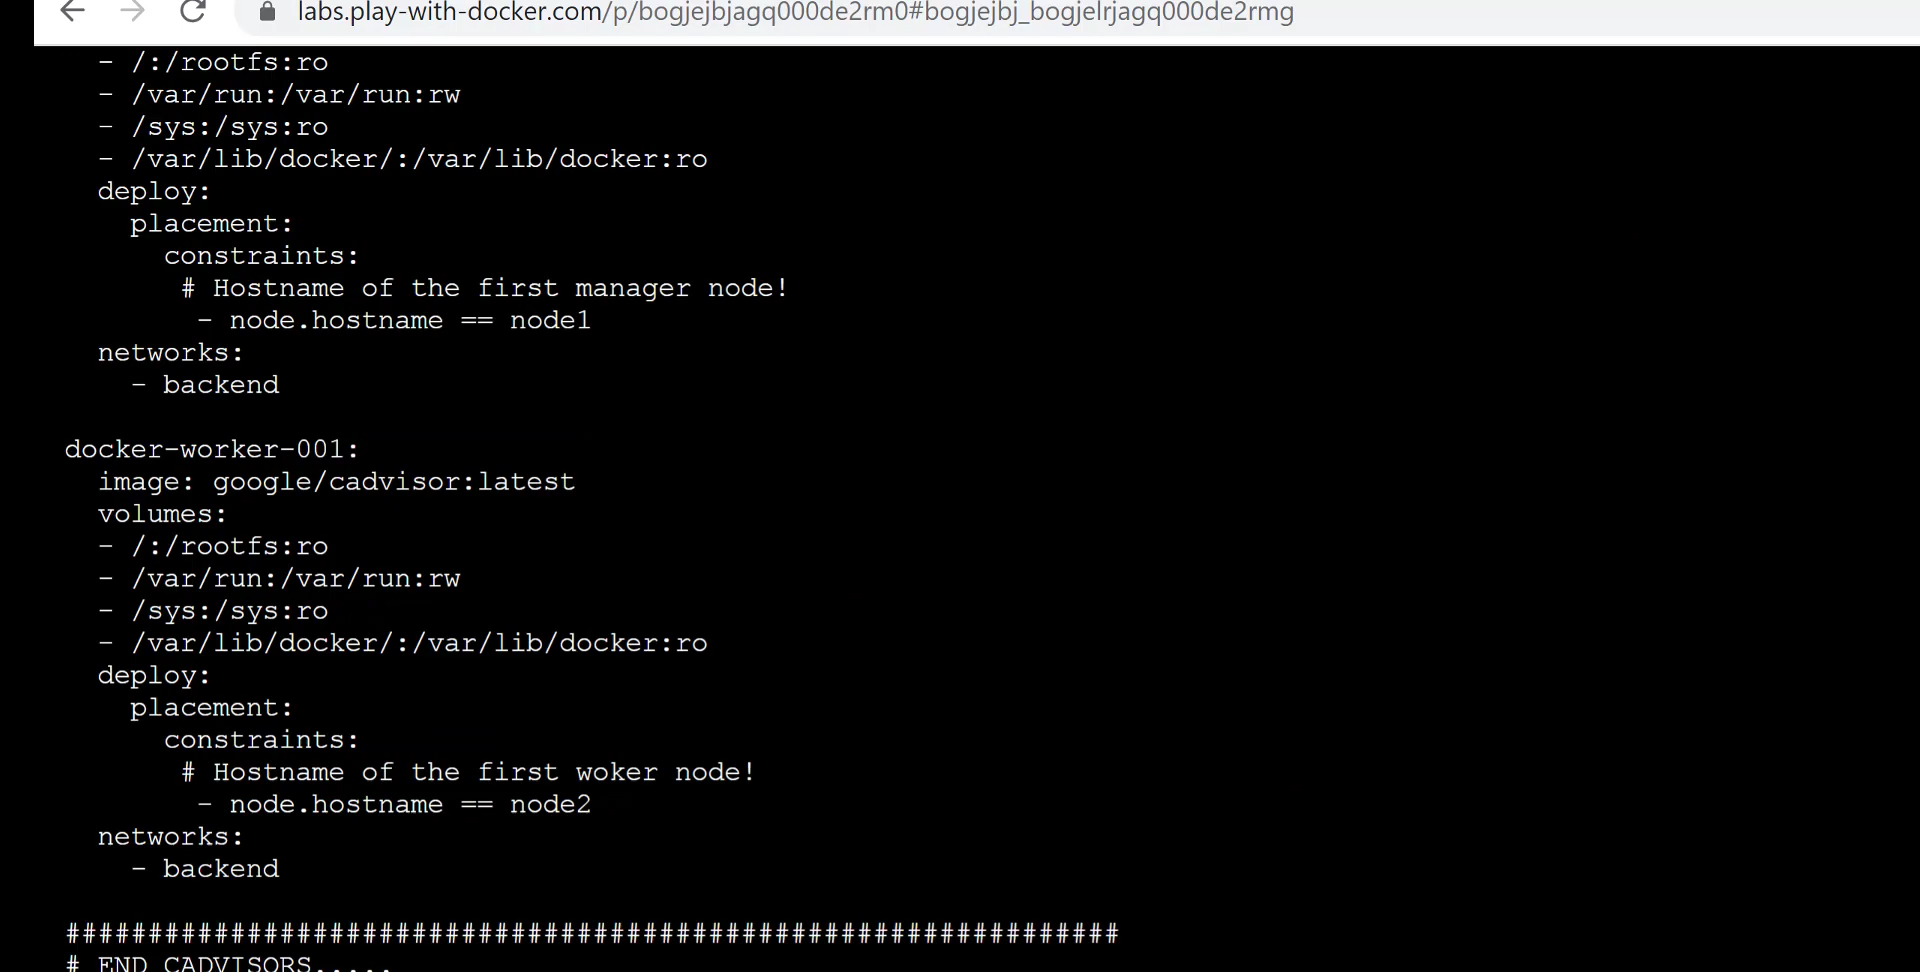 labs.play-with-docker.com/p/bogjejbjagq000de2rm0#bogjejbj_bogjelrjagq000de2rmg
- /:/rootfs:ro
- /var/run:/var/run:rw
- /sys:/sys:ro
- /var/lib/docker/:/var/lib/docker:ro
deploy:
placement:
constraints:
# Hostname of the first manager node!
- node.hostname == node1
networks:
- backend
docker-worker-001:
image: google/cadvisor:latest
volumes:
- /:/rootfs:ro
- /var/run:/var/run:rw
- /sys:/sys:ro
- /var/lib/docker/:/var/lib/docker:ro
deploy:
placement:
constraints:
# Hostname of the first woker node!
- node.hostname == node2
networks:
- backend
################################################################
# END CADVISORS.....